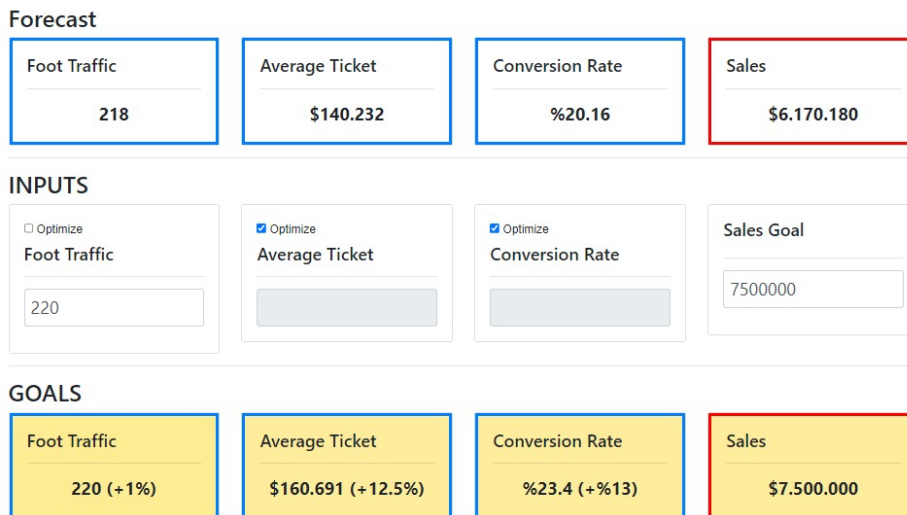 Forecast
Foot Traffic
218
Average Ticket
$140.232
Conversion Rate
%20.16
Sales
$6.170.180
INPUTS
Optimize
Foot Traffic
220
Optimize
Average Ticket
Optimize
Conversion Rate
Sales Goal
7500000
GOALS
Foot Traffic
220 (+1%)
Average Ticket
$160.691 (+12.5%)
Conversion Rate
%23.4 (+%13)
Sales
$7.500.000